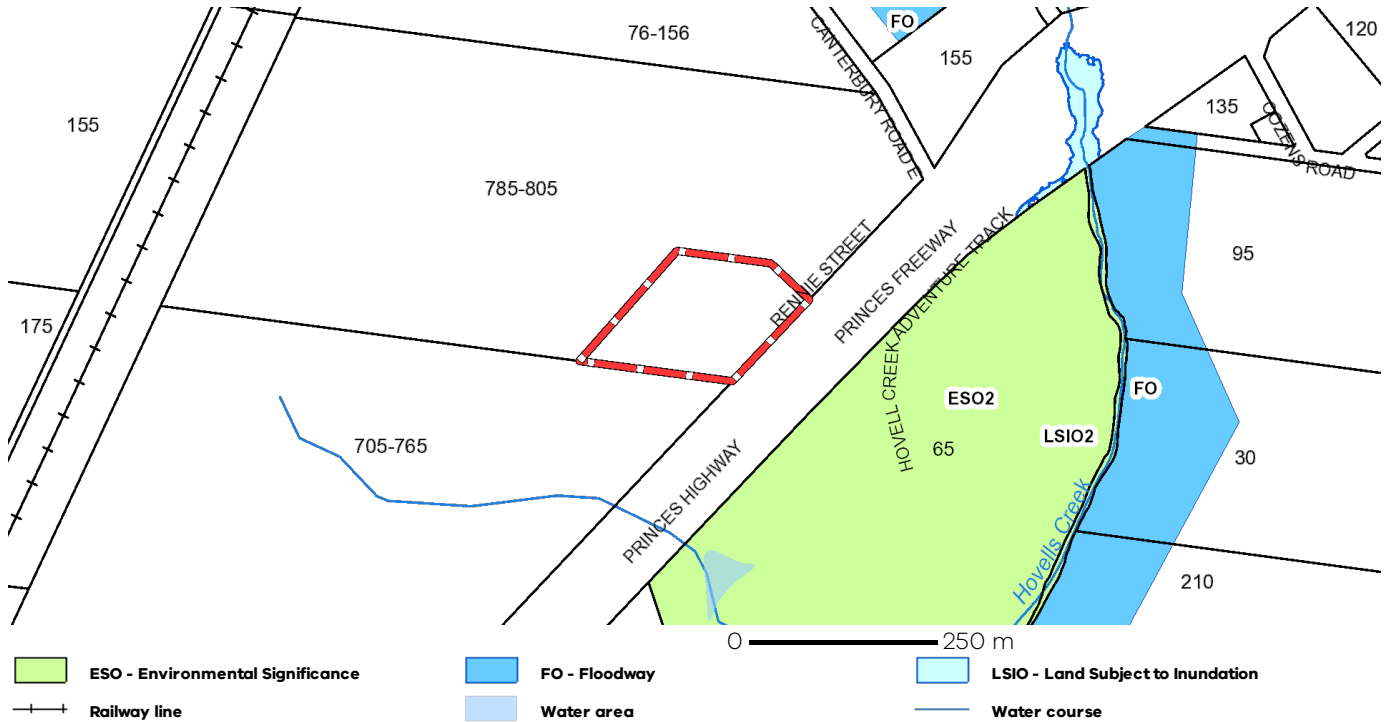 FO
76-156
155
120
CANTERBURY ROAD E
135
COZENS ROAD
155
785-805
RENNIE STREET
PRINCES FREEWAY
HOVELL CREEK ADVENTURE TRACK
95
175
ESO2
FO
LSIO2
705-765
65
30
PRINCES HIGHWAY
Hovells Creek
210
0 250 m
ESO - Environmental Significance
FO - Floodway
LSIO - Land Subject to Inundation
Railway line
Water area
Water course